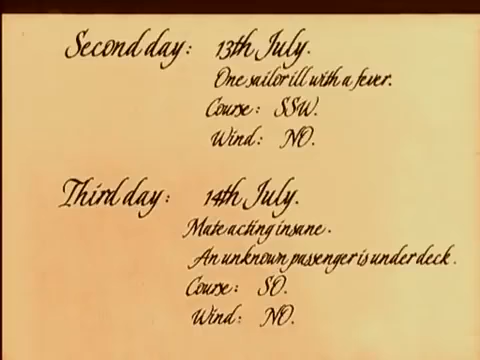 Second day: 13th July.
One sailor ill with a fever.
Course: SSW.
Wind: NO.
Third day: 14th July.
Mate acting insane.
An unknown passenger is under deck.
Course: SO.
Wind: NO.